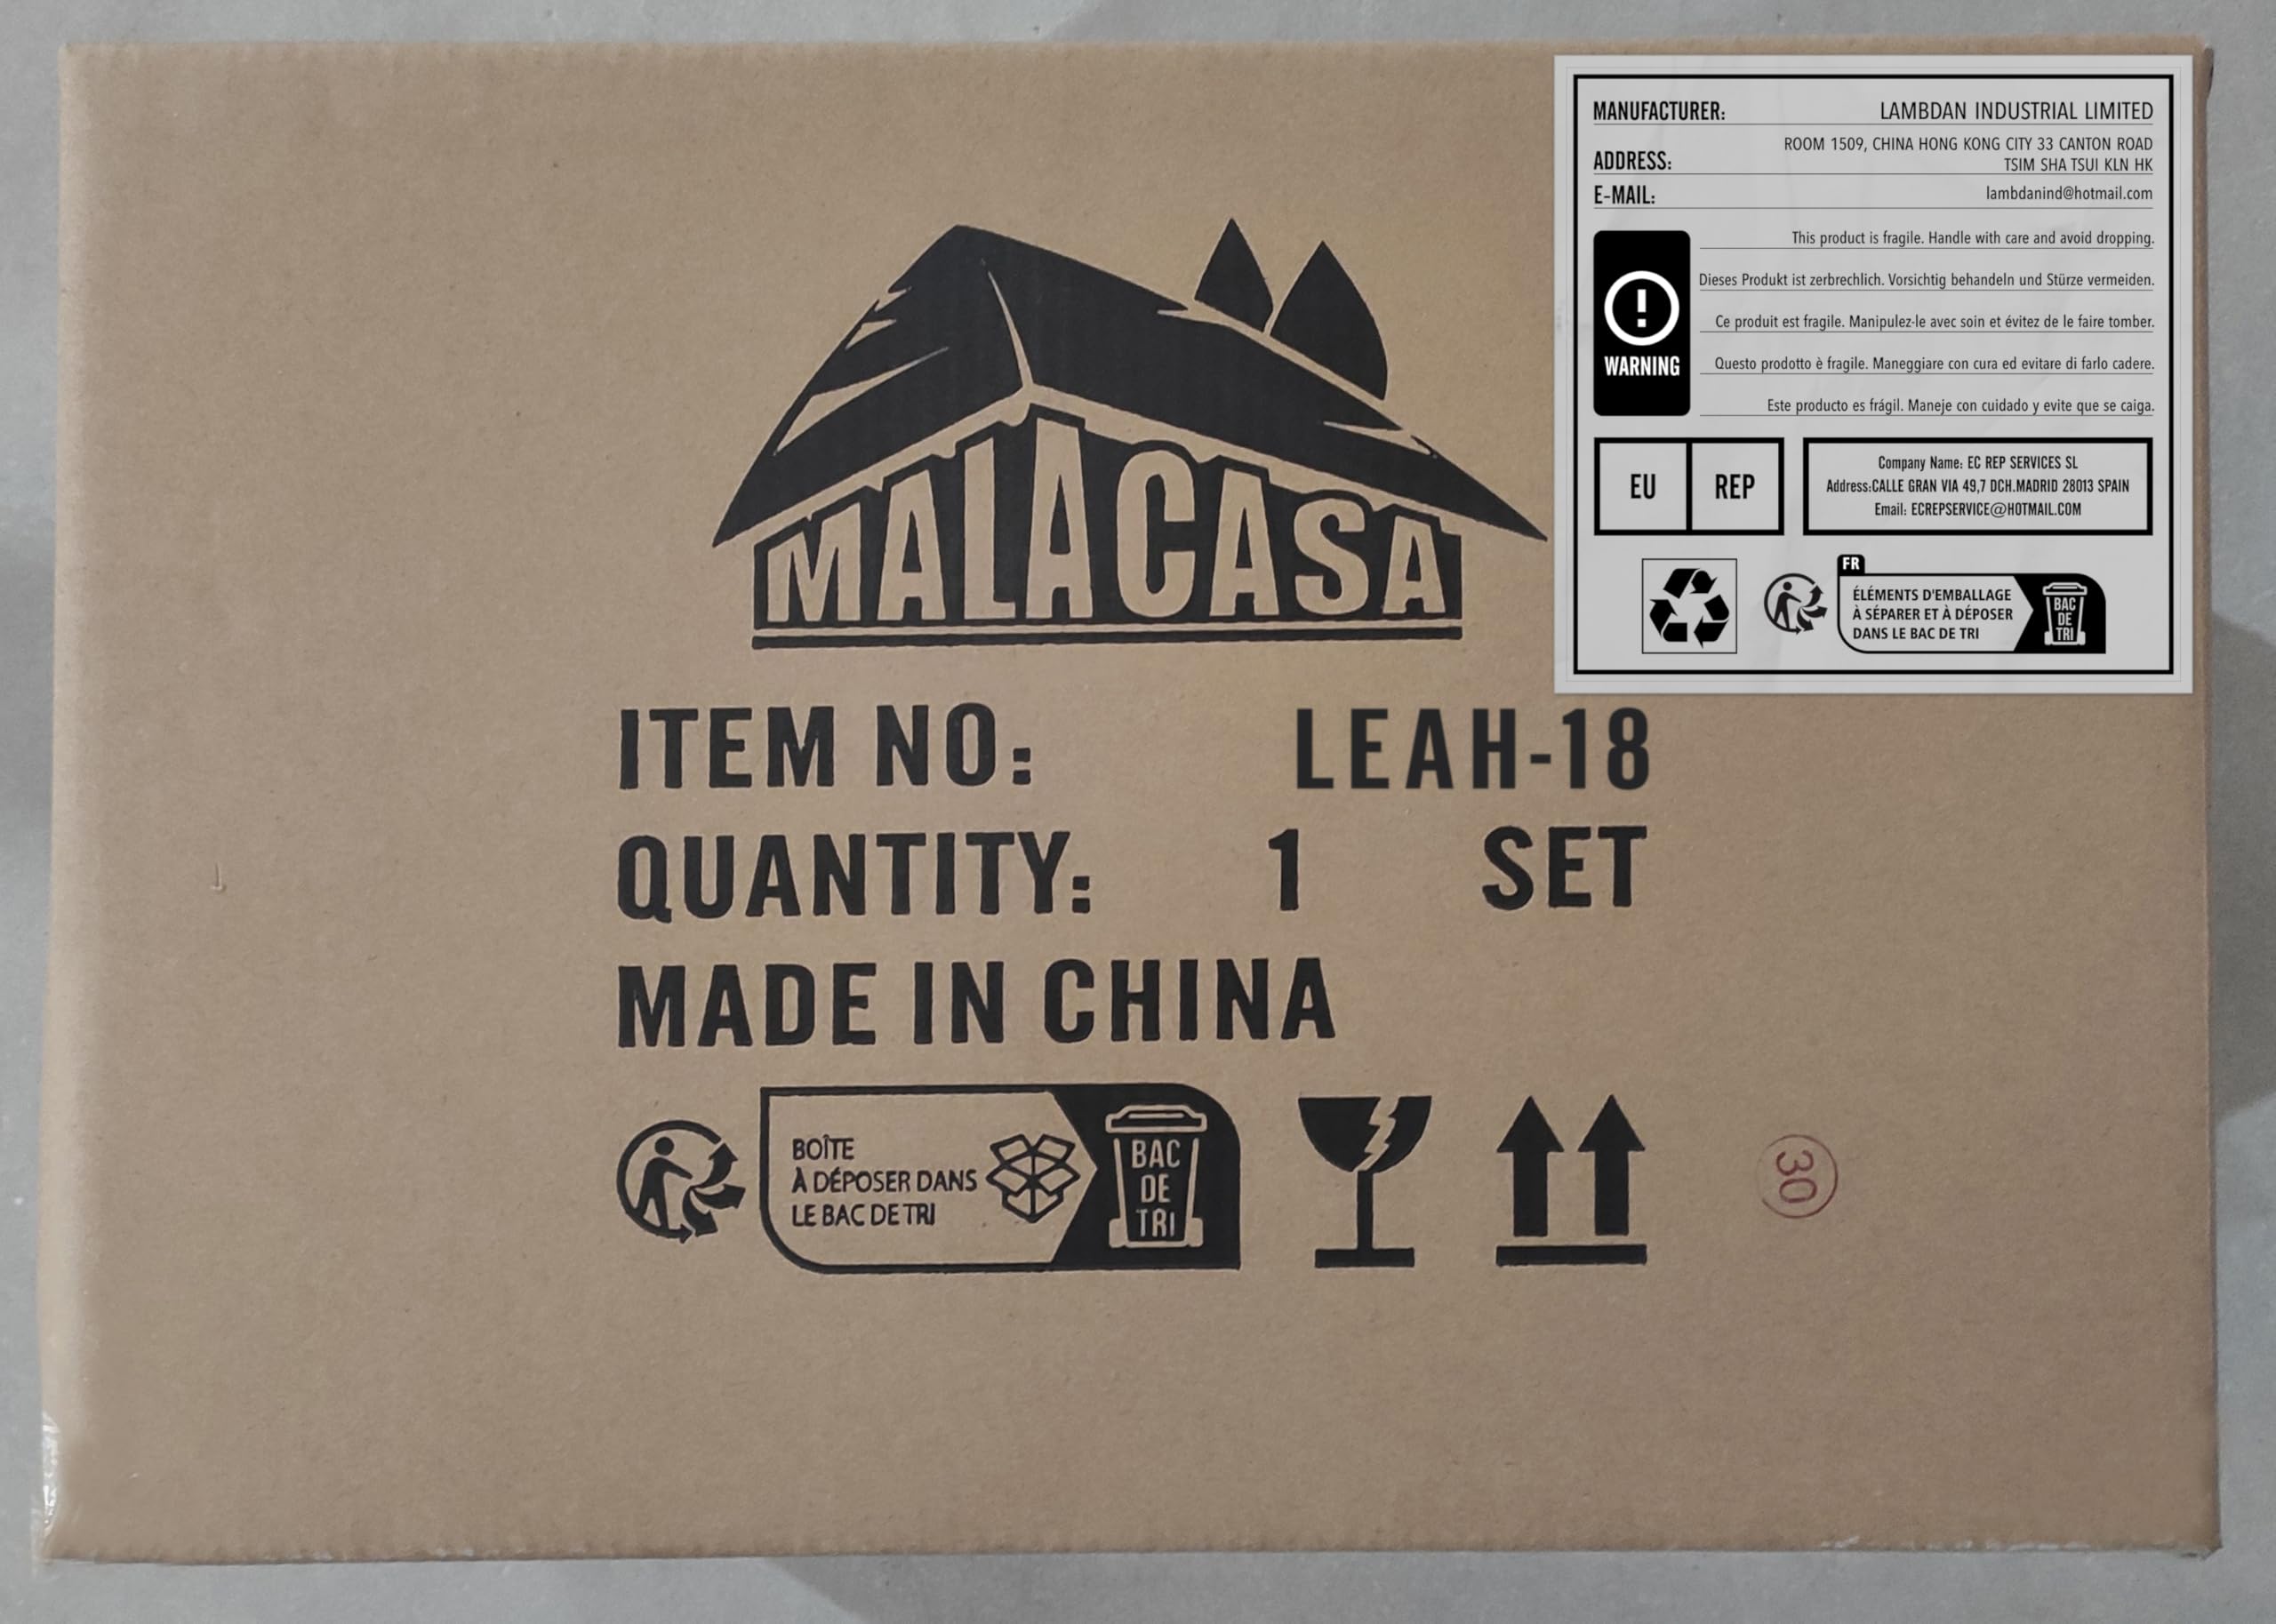 MALACASA
ITEM NO: LEAH-18
QUANTITY: 1 SET
MADE IN CHINA
BOÎTE
À DÉPOSER DANS
LE BAC DE TRI
BAC
DE
TRI
30
MANUFACTURER: LAMBDAN INDUSTRIAL LIMITED
ADDRESS: ROOM 1509, CHINA HONG KONG CITY 33 CANTON ROAD
TSIM SHA TSUI KLN HK
E-MAIL: lambdanind@hotmail.com
WARNING
This product is fragile. Handle with care and avoid dropping.
Dieses Produkt ist zerbrechlich. Vorsichtig behandeln und Stürze vermeiden.
Ce produit est fragile. Manipulez-le avec soin et évitez de le faire tomber.
Questo prodotto è fragile. Maneggiare con cura ed evitare di farlo cadere.
Este producto es frágil. Maneje con cuidado y evite que se caiga.
EU REP
Company Name: EC REP SERVICES SL
Address:CALLE GRAN VIA 49,7 DCH.MADRID 28013 SPAIN
Email: ECREPSERVICE@HOTMAIL.COM
FR
ÉLÉMENTS D'EMBALLAGE
À SÉPARER ET À DÉPOSER
DANS LE BAC DE TRI
BAC
DE
TRI